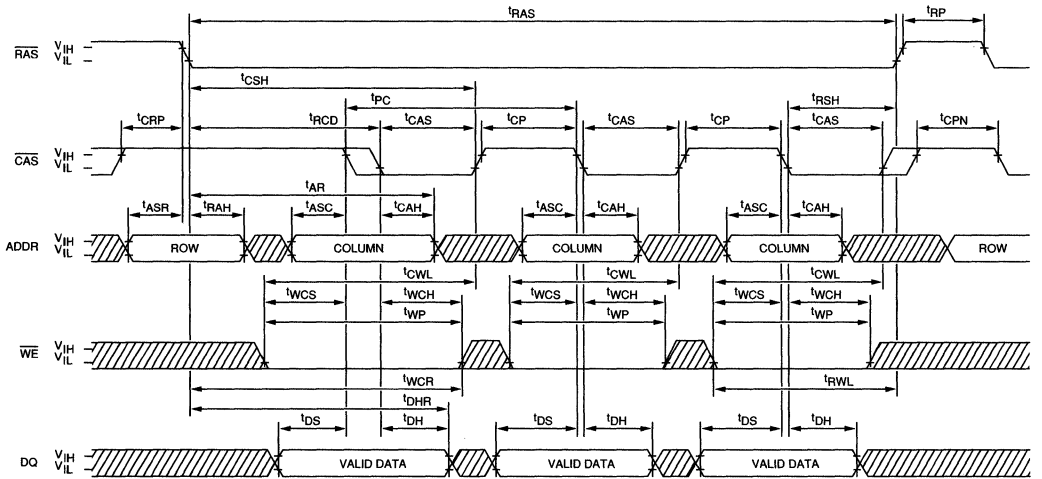 tRAS tRP
RAS VIH VIL
tCSH
tPC tRSH
tCRP tRCD tCAS tCP tCAS tCP tCAS tCPN
CAS VIH VIL
tAR
tASR tRAH tASC tCAH tASC tCAH tASC tCAH
ADDR VIH VIL ROW COLUMN COLUMN COLUMN ROW
tCWL tCWL tCWL
tWCS tWCH tWCS tWCH tWCS tWCH
tWP tWP tWP
WE VIH VIL
tWCR tRWL
tDHR
tDS tDH tDS tDH tDS tDH
DQ VIH VIL VALID DATA VALID DATA VALID DATA